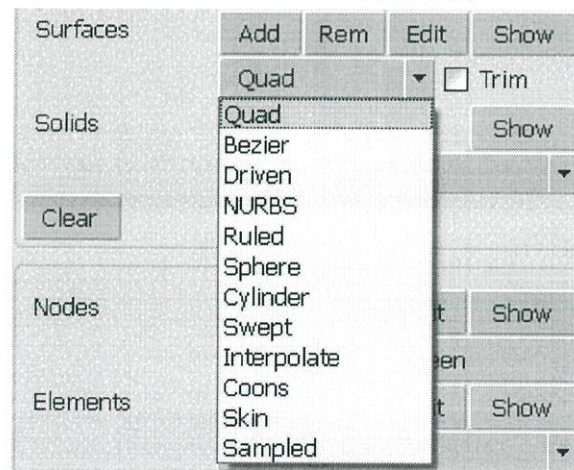 Surfaces Add Rem Edit Show
Quad Trim
Solids Show
Quad
Bezier
Driven
NURBS
Ruled
Sphere
Cylinder
Swept
Interpolate
Coons
Skin
Sampled
Clear
Nodes Show
Elements Show